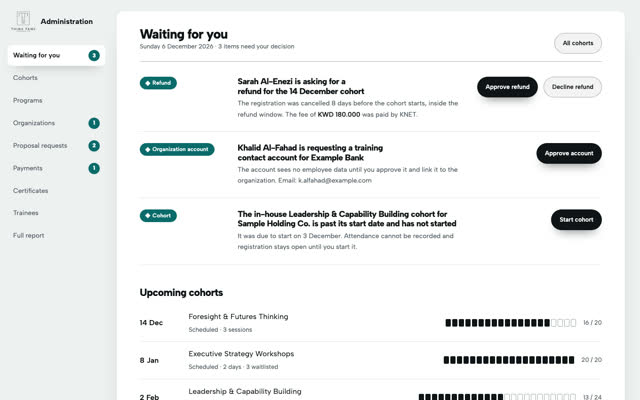 THINK TANK
Administration
Waiting for you 3
Cohorts
Programs
Organizations 1
Proposal requests 2
Payments 1
Certificates
Trainees
Full report
Waiting for you
Sunday 6 December 2026 · 3 items need your decision
All cohorts
Refund
Sarah Al-Enezi is asking for a
refund for the 14 December cohort
The registration was cancelled 8 days before the cohort starts, inside the
refund window. The fee of KWD 180.000 was paid by KNET.
Approve refund
Decline refund
Organization account
Khalid Al-Fahad is requesting a training
contact account for Example Bank
The account sees no employee data until you approve it and link it to the
organization. Email: k.alfahad@example.com
Approve account
Cohort
The in-house Leadership & Capability Building cohort for
Sample Holding Co. is past its start date and has not started
It was due to start on 3 December. Attendance cannot be recorded and
registration stays open until you start it.
Start cohort
Upcoming cohorts
14 Dec
Foresight & Futures Thinking
Scheduled · 3 sessions
16 / 20
8 Jan
Executive Strategy Workshops
Scheduled · 2 days · 3 waitlisted
20 / 20
2 Feb
Leadership & Capability Building
13 / 24